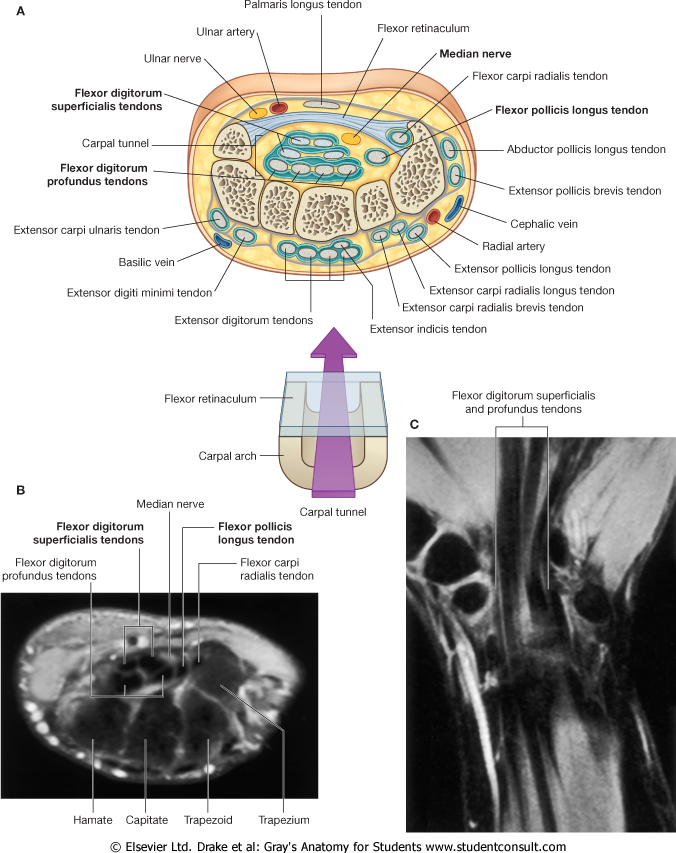 A
Palmaris longus tendon
Ulnar artery
Flexor retinaculum
Ulnar nerve
Median nerve
Flexor digitorum
superficialis tendons
Flexor carpi radialis tendon
Flexor pollicis longus tendon
Carpal tunnel
Abductor pollicis longus tendon
Flexor digitorum
profundus tendons
Extensor pollicis brevis tendon
Cephalic vein
Extensor carpi ulnaris tendon
Radial artery
Basilic vein
Extensor pollicis longus tendon
Extensor digiti minimi tendon
Extensor carpi radialis longus tendon
Extensor carpi radialis brevis tendon
Extensor digitorum tendons
Extensor indicis tendon
Flexor retinaculum
Carpal arch
Carpal tunnel
B
Median nerve
Flexor digitorum
superficialis tendons
Flexor pollicis
longus tendon
Flexor digitorum
profundus tendons
Flexor carpi
radialis tendon
Hamate
Capitate
Trapezoid
Trapezium
C
Flexor digitorum superficialis
and profundus tendons
© Elsevier Ltd. Drake et al: Gray's Anatomy for Students www.studentconsult.com